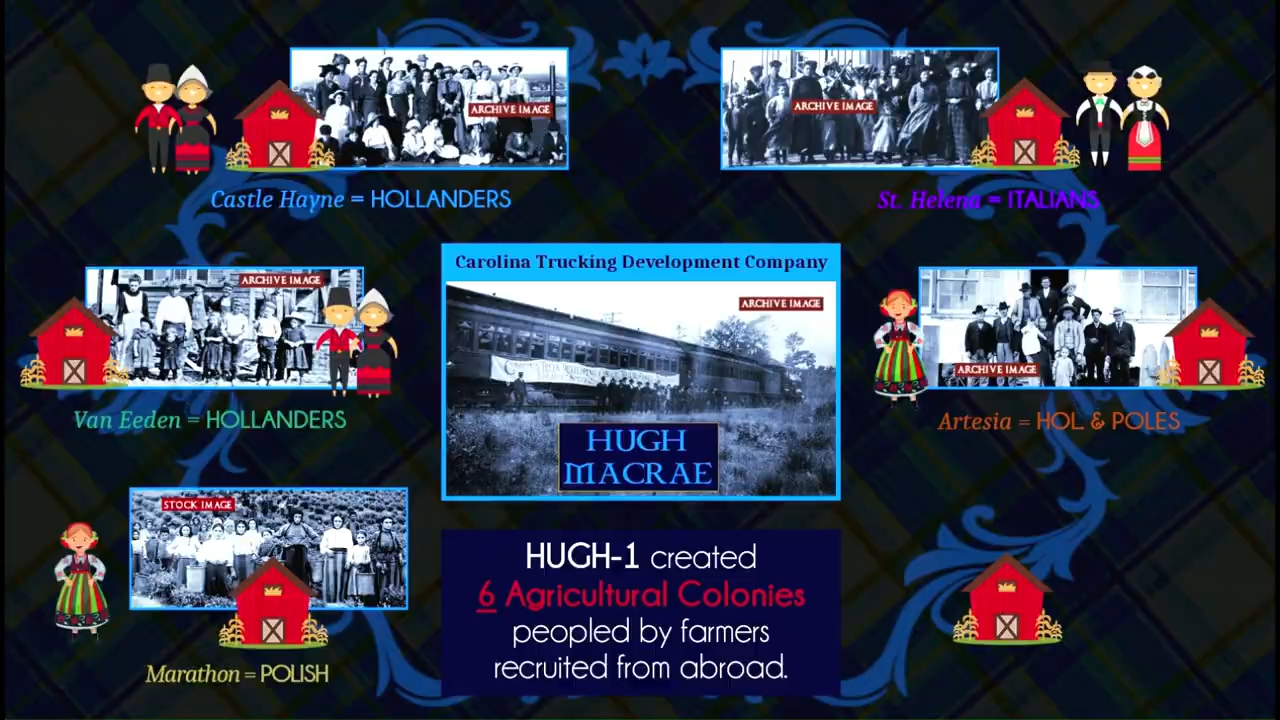 ARCHIVE IMAGE
ARCHIVE IMAGE
Castle Hayne = HOLLANDERS
St. Helena = ITALIANS
Carolina Trucking Development Company
ARCHIVE IMAGE
ARCHIVE IMAGE
ARCHIVE IMAGE
Van Eeden = HOLLANDERS
Artesia = HOL. & POLES
HUGH
MACRAE
STOCK IMAGE
Marathon = POLISH
HUGH-1 created
6 Agricultural Colonies
peopled by farmers
recruited from abroad.